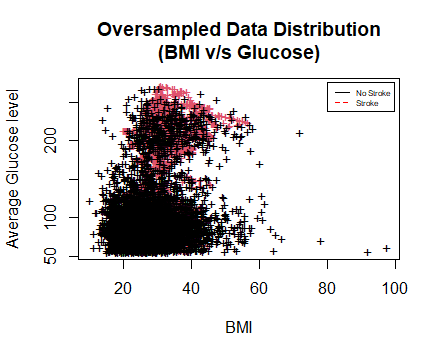 Oversampled Data Distribution
(BMI v/s Glucose)
No Stroke
Stroke
Average Glucose level
200
100
50
20
40
60
80
100
BMI